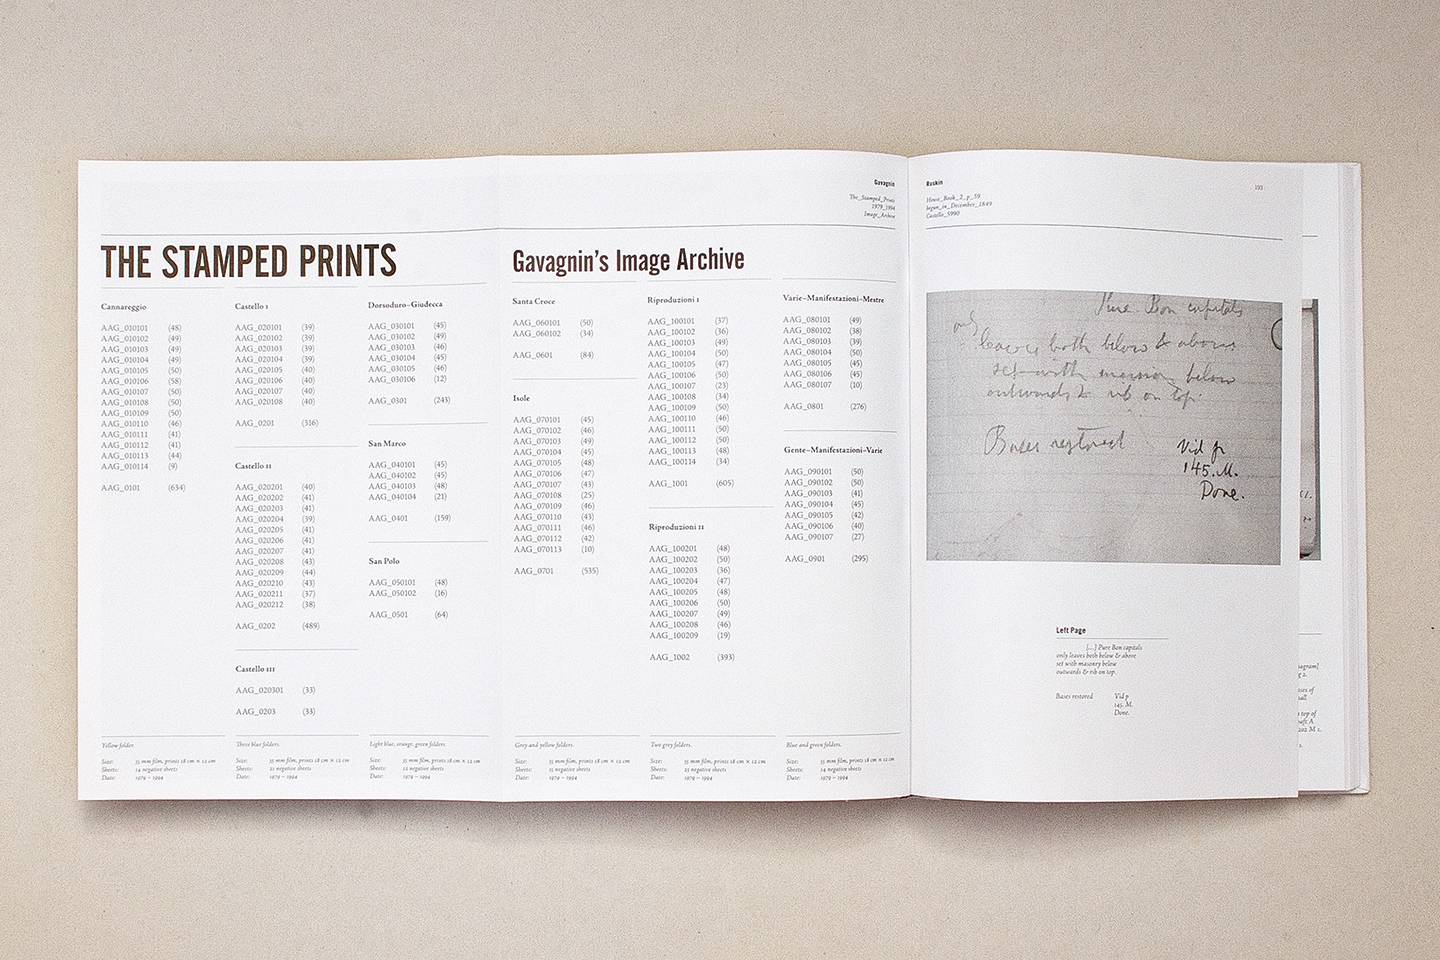 Gavagnin
The_Stamped_Prints
1979_1994
Image_Archive
THE STAMPED PRINTS
Gavagnin's Image Archive
Cannareggio
AAG_010101 (48)
AAG_010102 (49)
AAG_010103 (49)
AAG_010104 (49)
AAG_010105 (50)
AAG_010106 (58)
AAG_010107 (50)
AAG_010108 (50)
AAG_010109 (50)
AAG_010110 (46)
AAG_010111 (41)
AAG_010112 (41)
AAG_010113 (44)
AAG_010114 (9)
AAG_0101 (634)
Yellow folder.
Size: 35 mm film, prints 18 cm × 12 cm
Sheets: 14 negative sheets
Date: 1979 – 1994
Castello I
AAG_020101 (39)
AAG_020102 (39)
AAG_020103 (39)
AAG_020104 (39)
AAG_020105 (40)
AAG_020106 (40)
AAG_020107 (40)
AAG_020108 (40)
AAG_0201 (316)
Castello II
AAG_020201 (40)
AAG_020202 (41)
AAG_020203 (41)
AAG_020204 (39)
AAG_020205 (41)
AAG_020206 (41)
AAG_020207 (41)
AAG_020208 (43)
AAG_020209 (44)
AAG_020210 (43)
AAG_020211 (37)
AAG_020212 (38)
AAG_0202 (489)
Castello III
AAG_020301 (33)
AAG_0203 (33)
Three blue folders.
Size: 35 mm film, prints 18 cm × 12 cm
Sheets: 21 negative sheets
Date: 1979 – 1994
Dorsoduro–Giudecca
AAG_030101 (45)
AAG_030102 (49)
AAG_030103 (46)
AAG_030104 (45)
AAG_030105 (46)
AAG_030106 (12)
AAG_0301 (243)
San Marco
AAG_040101 (45)
AAG_040102 (45)
AAG_040103 (48)
AAG_040104 (21)
AAG_0401 (159)
San Polo
AAG_050101 (48)
AAG_050102 (16)
AAG_0501 (64)
Light blue, orange, green folders.
Size: 35 mm film, prints 18 cm × 12 cm
Sheets: 12 negative sheets
Date: 1979 – 1994
Santa Croce
AAG_060101 (50)
AAG_060102 (34)
AAG_0601 (84)
Isole
AAG_070101 (45)
AAG_070102 (46)
AAG_070103 (49)
AAG_070104 (45)
AAG_070105 (48)
AAG_070106 (47)
AAG_070107 (43)
AAG_070108 (25)
AAG_070109 (46)
AAG_070110 (43)
AAG_070111 (46)
AAG_070112 (42)
AAG_070113 (10)
AAG_0701 (535)
Grey and yellow folders.
Size: 35 mm film, prints 18 cm × 12 cm
Sheets: 15 negative sheets
Date: 1979 – 1994
Riproduzioni I
AAG_100101 (37)
AAG_100102 (36)
AAG_100103 (49)
AAG_100104 (50)
AAG_100105 (47)
AAG_100106 (50)
AAG_100107 (23)
AAG_100108 (34)
AAG_100109 (50)
AAG_100110 (46)
AAG_100111 (50)
AAG_100112 (50)
AAG_100113 (48)
AAG_100114 (34)
AAG_1001 (605)
Riproduzioni II
AAG_100201 (48)
AAG_100202 (50)
AAG_100203 (36)
AAG_100204 (47)
AAG_100205 (48)
AAG_100206 (50)
AAG_100207 (49)
AAG_100208 (46)
AAG_100209 (19)
AAG_1002 (393)
Two grey folders.
Size: 35 mm film, prints 18 cm × 12 cm
Sheets: 23 negative sheets
Date: 1979 – 1994
Varie–Manifestazioni–Mestre
AAG_080101 (49)
AAG_080102 (38)
AAG_080103 (39)
AAG_080104 (50)
AAG_080105 (45)
AAG_080106 (45)
AAG_080107 (10)
AAG_0801 (276)
Gente–Manifestazioni–Varie
AAG_090101 (50)
AAG_090102 (50)
AAG_090103 (41)
AAG_090104 (45)
AAG_090105 (42)
AAG_090106 (40)
AAG_090107 (27)
AAG_0901 (295)
Blue and green folders.
Size: 35 mm film, prints 18 cm × 12 cm
Sheets: 14 negative sheets
Date: 1979 – 1994
Ruskin
House_Book_2_p_59
begun_in_December_1849
Castello_5990
193
Pure Bon capitals
only
leaves both below & above
set with masonry below
outwards & rib on top.
Bases restored
Vid p
145. M.
Done.
Left Page
[...] Pure Bon capitals
only leaves both below & above
set with masonry below
outwards & rib on top.
Bases restored Vid p
145. M.
Done.